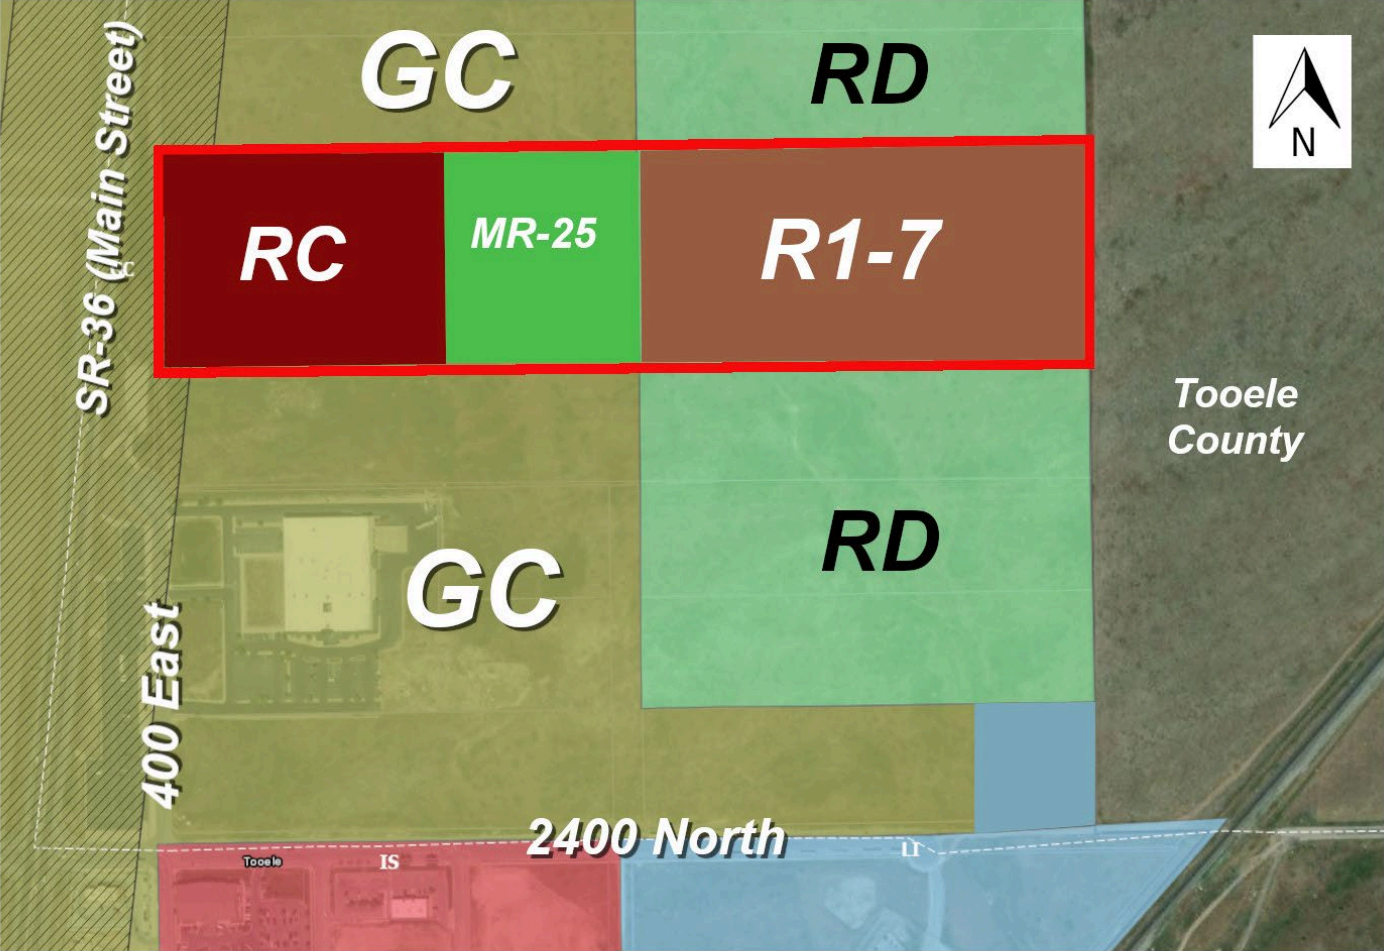 GC
RD
N
SR-36 (Main Street)
RC
MR-25
R1-7
Tooele
County
RD
GC
400 East
2400 North
LI
Tooele
IS